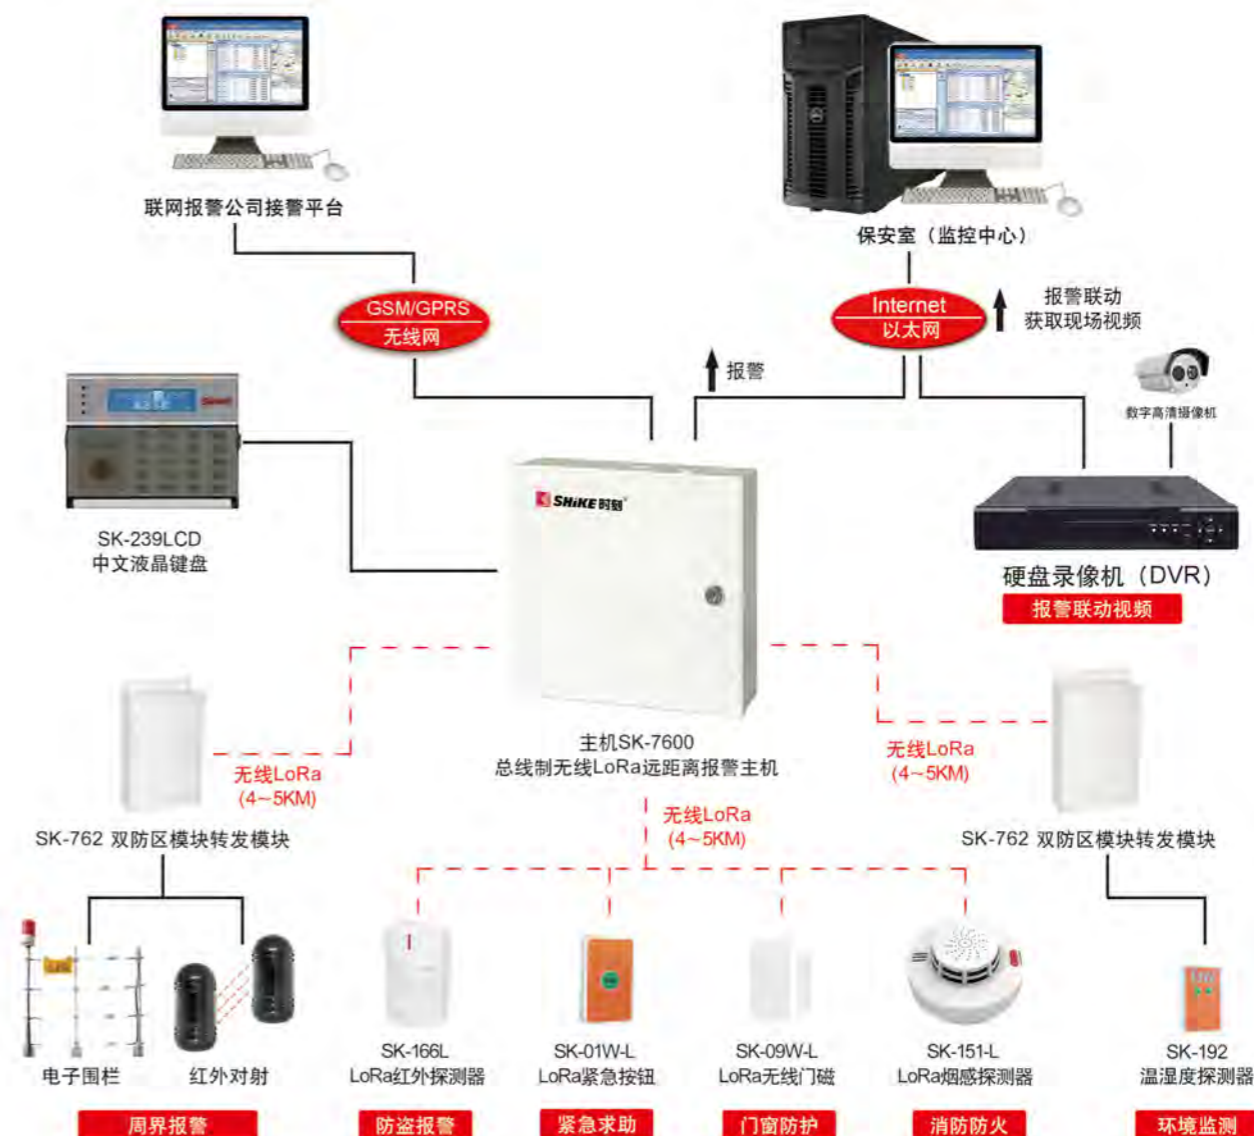 联网报警公司接警平台
保安室（监控中心）
GSM/GPRS
无线网
Internet
以太网
报警联动
获取现场视频
报警
数字高清摄像机
SHiKE 时刻
SK-239LCD
中文液晶键盘
硬盘录像机（DVR）
报警联动视频
主机SK-7600
总线制无线LoRa远距离报警主机
无线LoRa
(4~5KM)
无线LoRa
(4~5KM)
无线LoRa
(4~5KM)
SK-762 双防区模块转发模块
SK-762 双防区模块转发模块
电子围栏
红外对射
SK-166L
LoRa红外探测器
SK-01W-L
LoRa紧急按钮
SK-09W-L
LoRa无线门磁
SK-151-L
LoRa烟感探测器
SK-192
温湿度探测器
周界报警
防盗报警
紧急求助
门窗防护
消防防火
环境监测